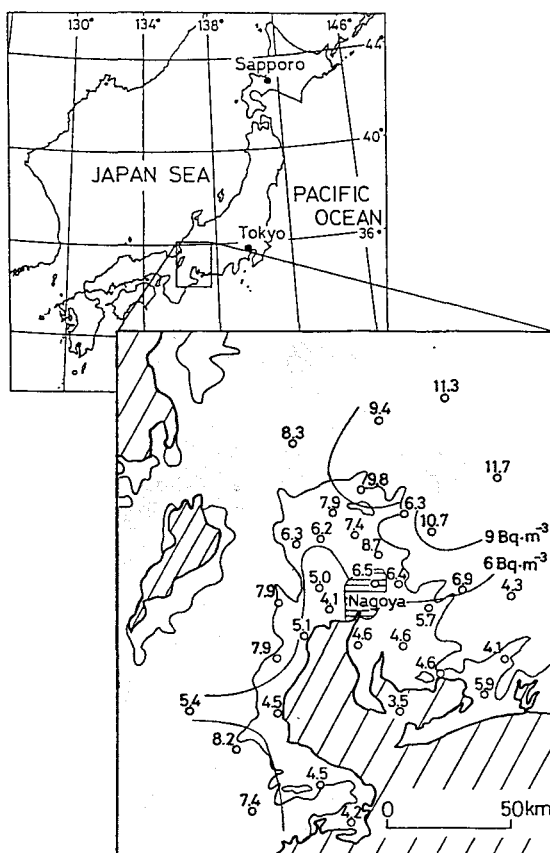 130° 134° 138° 142° 146°
44°
Sapporo
40°
JAPAN SEA
PACIFIC
OCEAN
36°
Tokyo
11.3
9.4
8.3
11.7
9.8
7.9 6.3
7.4 10.7
6.3 6.2
8.7 9 Bq·m⁻³
6 Bq·m⁻³
6.5 6.4 6.9
5.0 4.3
7.9 4.1 Nagoya 5.7
5.1
4.6 4.6 4.1
7.9 4.6
5.9
5.4 4.5 3.5
8.2
4.5
7.4 4.2 0 50km